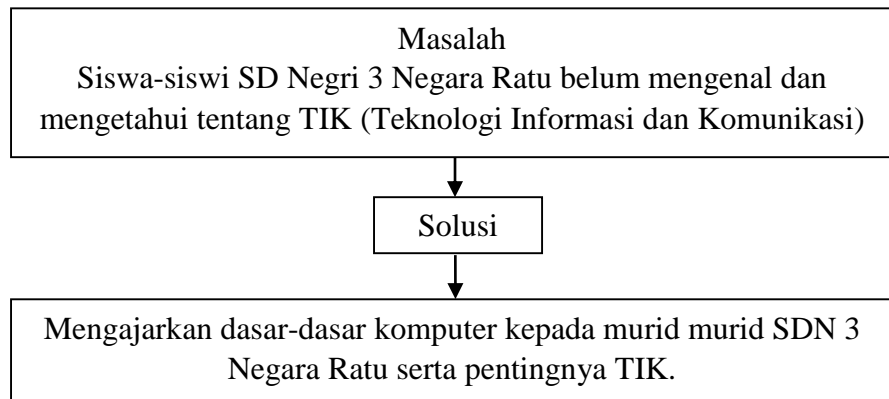 Masalah
Siswa-siswi SD Negri 3 Negara Ratu belum mengenal dan
mengetahui tentang TIK (Teknologi Informasi dan Komunikasi)
Solusi
Mengajarkan dasar-dasar komputer kepada murid murid SDN 3
Negara Ratu serta pentingnya TIK.